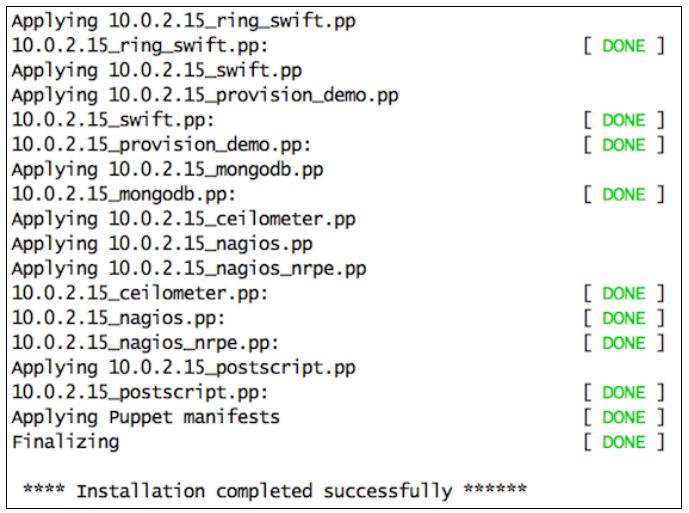 Applying 10.0.2.15_ring_swift.pp
10.0.2.15_ring_swift.pp: [ DONE ]
Applying 10.0.2.15_swift.pp
Applying 10.0.2.15_provision_demo.pp
10.0.2.15_swift.pp: [ DONE ]
10.0.2.15_provision_demo.pp: [ DONE ]
Applying 10.0.2.15_mongodb.pp
10.0.2.15_mongodb.pp: [ DONE ]
Applying 10.0.2.15_ceilometer.pp
Applying 10.0.2.15_nagios.pp
Applying 10.0.2.15_nagios_nrpe.pp
10.0.2.15_ceilometer.pp: [ DONE ]
10.0.2.15_nagios.pp: [ DONE ]
10.0.2.15_nagios_nrpe.pp: [ DONE ]
Applying 10.0.2.15_postscript.pp
10.0.2.15_postscript.pp: [ DONE ]
Applying Puppet manifests [ DONE ]
Finalizing [ DONE ]
**** Installation completed successfully ******